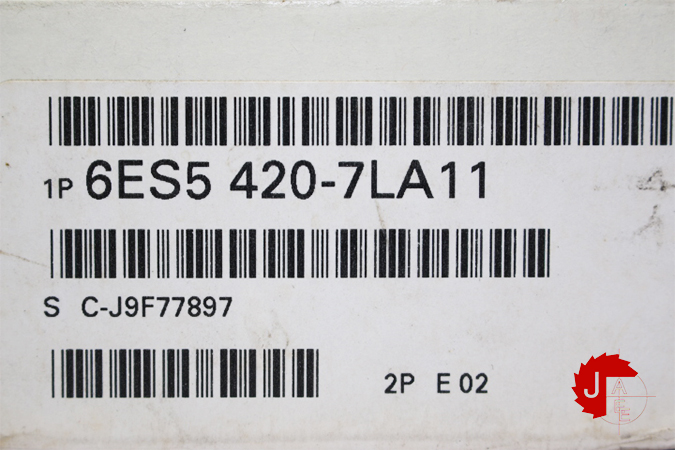 1P 6ES5 420-7LA11
S C-J9F77897
2P E 02
J A
E